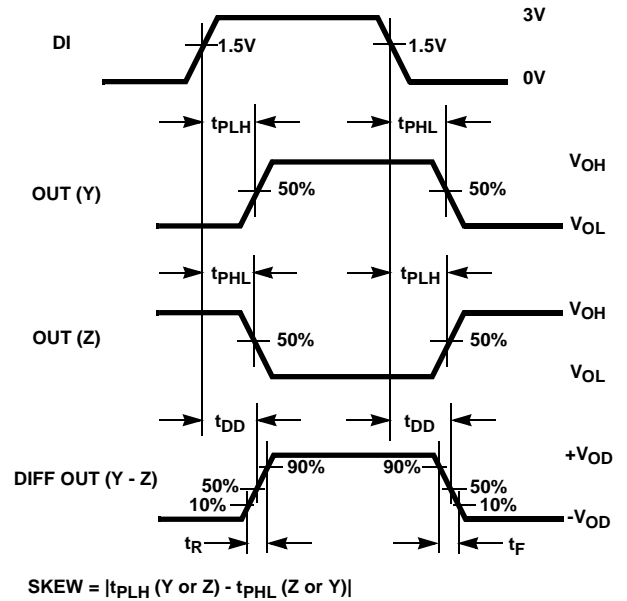 3V
DI
1.5V
1.5V
0V
tPLH
tPHL
VOH
OUT (Y)
50%
50%
VOL
tPHL
tPLH
VOH
OUT (Z)
50%
50%
VOL
tDD
tDD
+VOD
DIFF OUT (Y - Z)
90%
90%
50%
50%
10%
10%
-VOD
tR
tF
SKEW = |tPLH (Y or Z) - tPHL (Z or Y)|